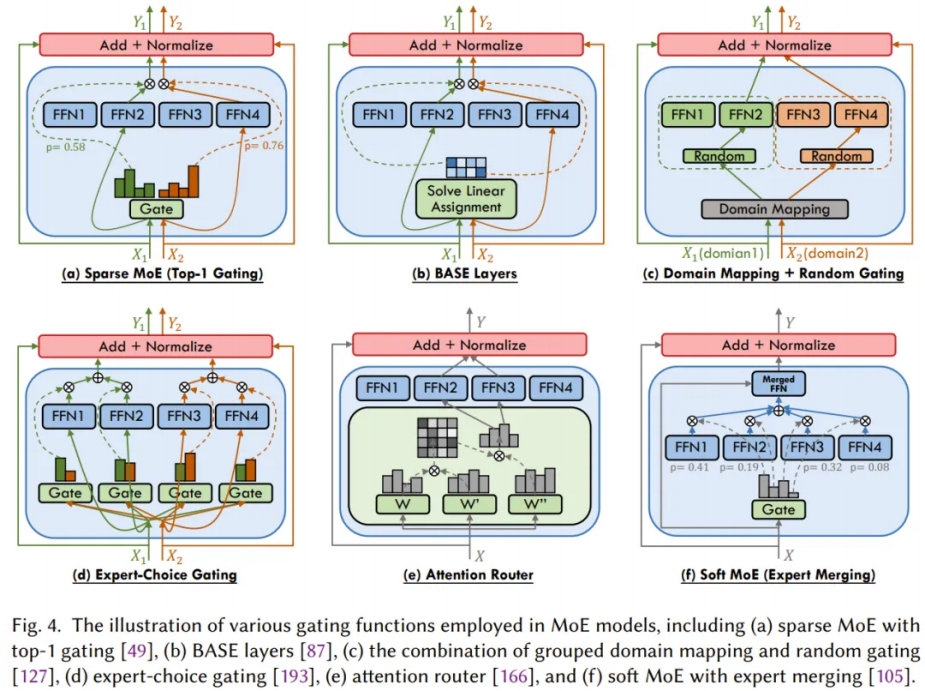 Y₁ Y₂
Add + Normalize
FFN1 FFN2 FFN3 FFN4
p= 0.58 p= 0.76
Gate
X₁ X₂
(a) Sparse MoE (Top-1 Gating)
Y₁ Y₂
Add + Normalize
FFN1 FFN2 FFN3 FFN4
Solve Linear
Assignment
X₁ X₂
(b) BASE Layers
Y₁ Y₂
Add + Normalize
FFN1 FFN2 FFN3 FFN4
Random Random
Domain Mapping
X₁(domian1) X₂(domain2)
(c) Domain Mapping + Random Gating
Y₁ Y₂
Add + Normalize
FFN1 FFN2 FFN3 FFN4
Gate Gate Gate Gate
X₁ X₂
(d) Expert-Choice Gating
Y
Add + Normalize
FFN1 FFN2 FFN3 FFN4
W W' W''
X
(e) Attention Router
Y
Add + Normalize
Merged
FFN
FFN1 FFN2 FFN3 FFN4
p= 0.41 p= 0.19 p= 0.32 p= 0.08
Gate
X
(f) Soft MoE (Expert Merging)
Fig. 4. The illustration of various gating functions employed in MoE models, including (a) sparse MoE with
top-1 gating [49], (b) BASE layers [87], (c) the combination of grouped domain mapping and random gating
[127], (d) expert-choice gating [193], (e) attention router [166], and (f) soft MoE with expert merging [105].